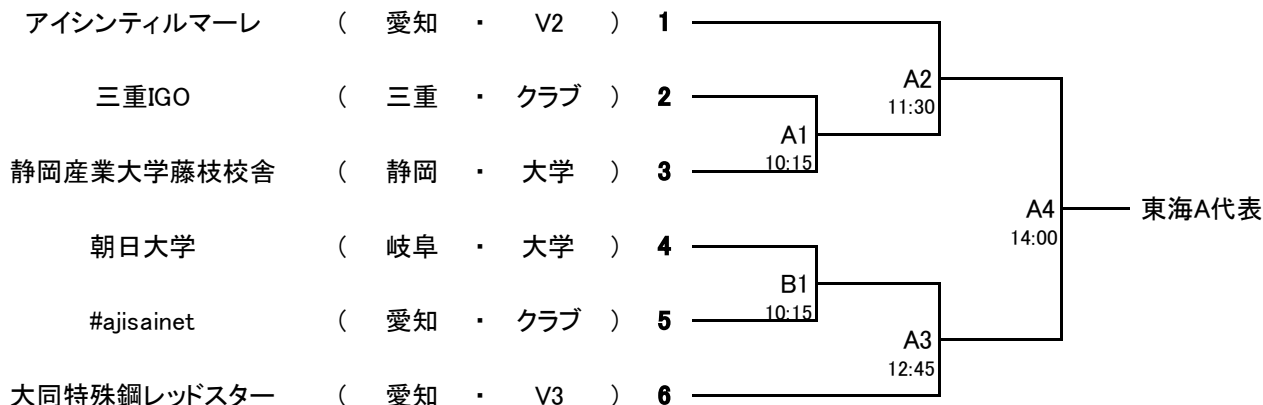 アイシンティルマーレ ( 愛知 ・ V2 ) 1
A2
三重IGO ( 三重 ・ クラブ ) 2
11:30
A1
静岡産業大学藤枝校舎 ( 静岡 ・ 大学 ) 3
10:15
A4 東海A代表
14:00
朝日大学 ( 岐阜 ・ 大学 ) 4
B1
#ajisainet ( 愛知 ・ クラブ ) 5
10:15
A3
12:45
大同特殊鋼レッドスター ( 愛知 ・ V3 ) 6